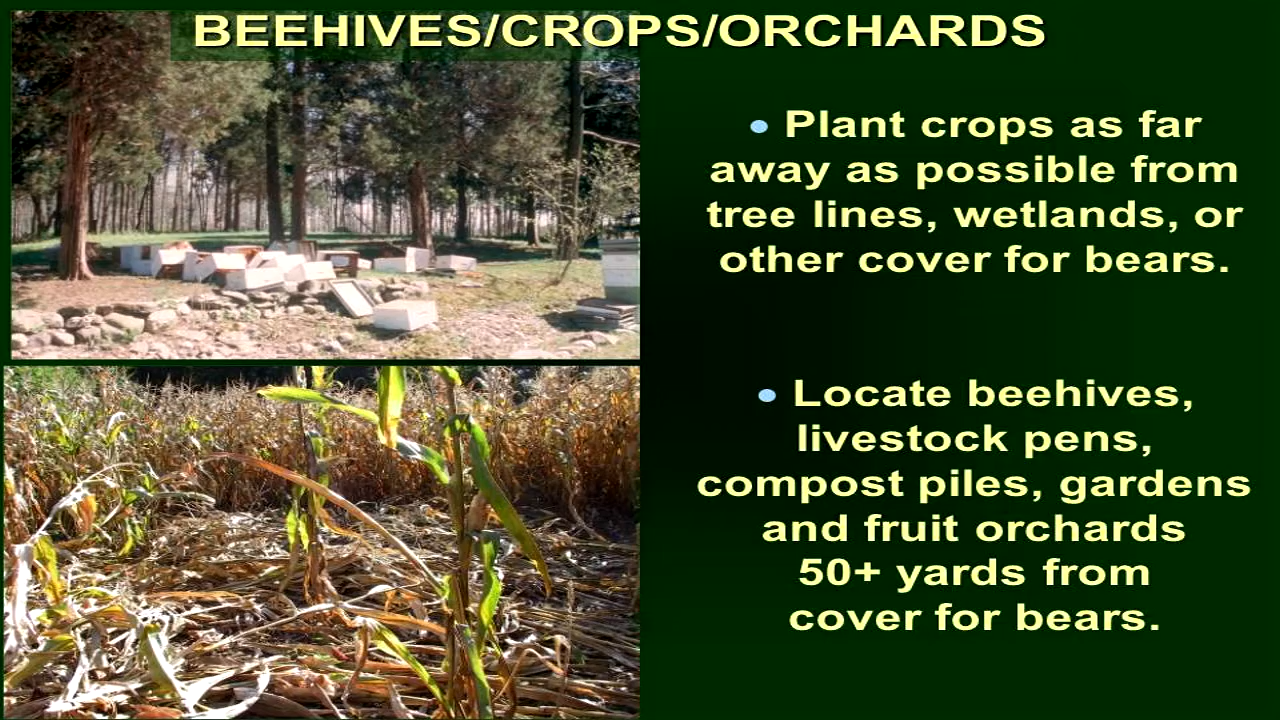 BEEHIVES/CROPS/ORCHARDS
• Plant crops as far
away as possible from
tree lines, wetlands, or
other cover for bears.
• Locate beehives,
livestock pens,
compost piles, gardens
and fruit orchards
50+ yards from
cover for bears.